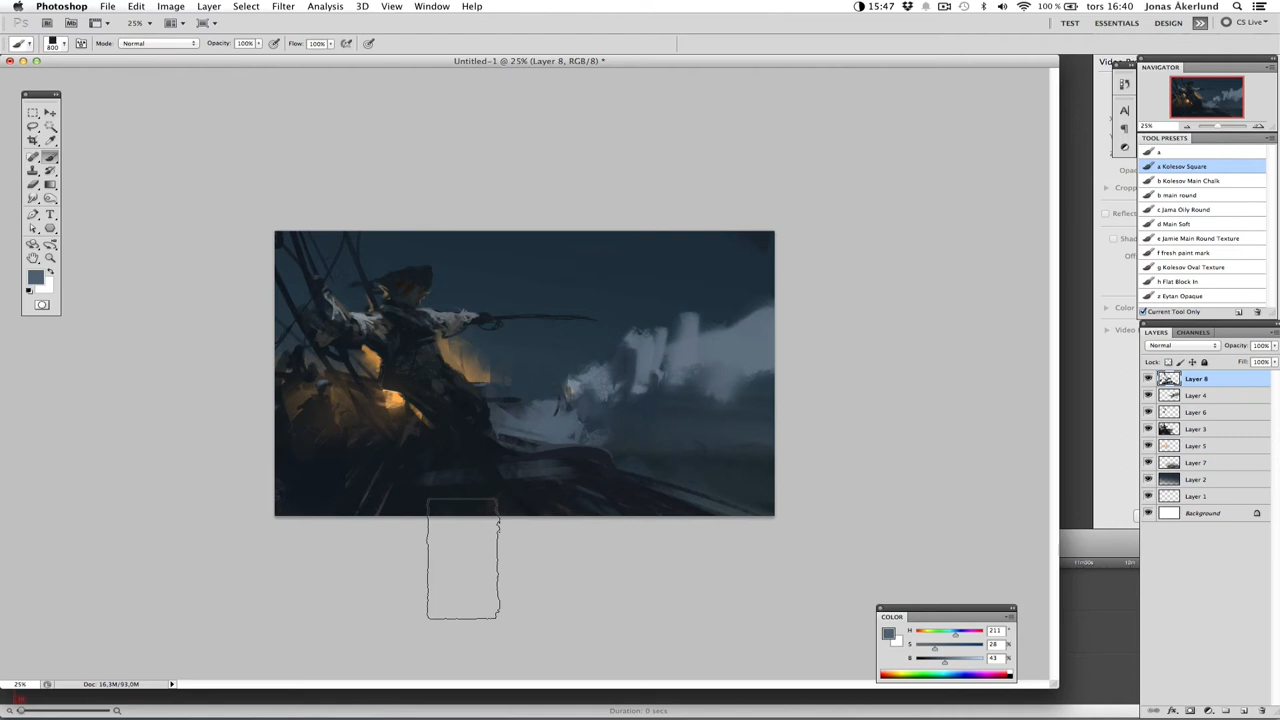 Photoshop File Edit Image Layer Select Filter Analysis 3D View Window Help 15:47 100 % tors 16:40 Jonas Åkerlund
25% TEST ESSENTIALS DESIGN CS Live
800 Mode: Normal Opacity: 100% Flow: 100%
Untitled-1 @ 25% (Layer 8, RGB/8) *
NAVIGATOR
25%
TOOL PRESETS
a
a Kolesov Square
b Kolesov Main Chalk
b main round
c Jama Oily Round
d Main Soft
e Jamie Main Round Texture
f fresh paint mark
g Kolesov Oval Texture
h Flat Block In
z Eytan Opaque
Current Tool Only
LAYERS CHANNELS
Normal Opacity: 100%
Lock: Fill: 100%
Layer 8
Layer 4
Layer 6
Layer 3
Layer 5
Layer 7
Layer 2
Layer 1
Background
Cropp
Reflec
Color
COLOR
H 211 °
S 28 %
B 43 %
25% Doc: 16,3M/93,0M
Duration: 0 secs